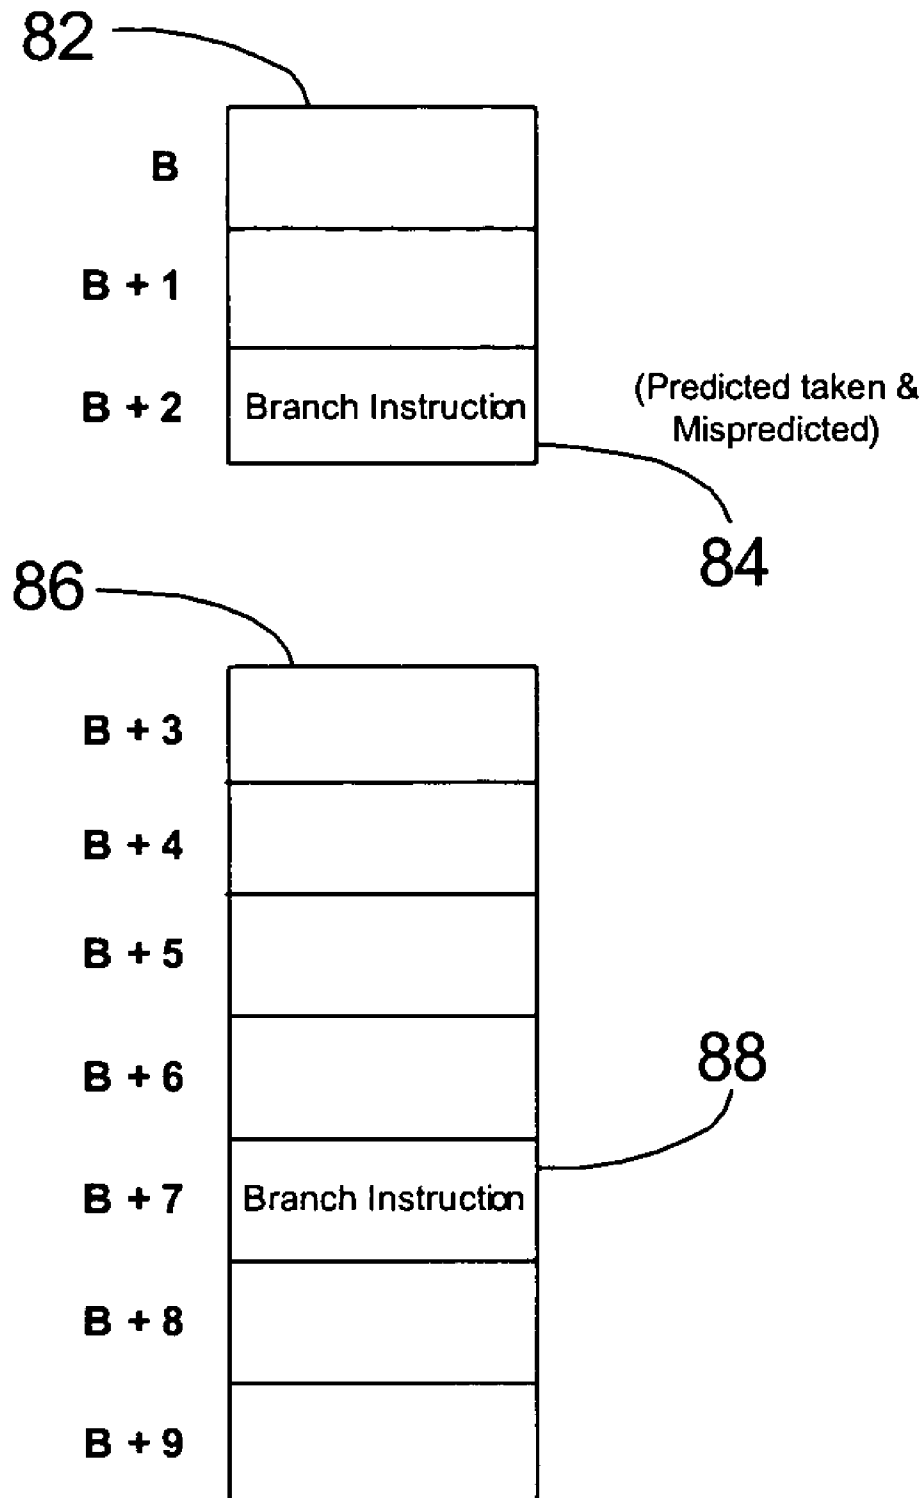 82
B
B + 1
B + 2
Branch Instruction
(Predicted taken &
Mispredicted)
84
86
B + 3
B + 4
B + 5
B + 6
88
B + 7
Branch Instruction
B + 8
B + 9